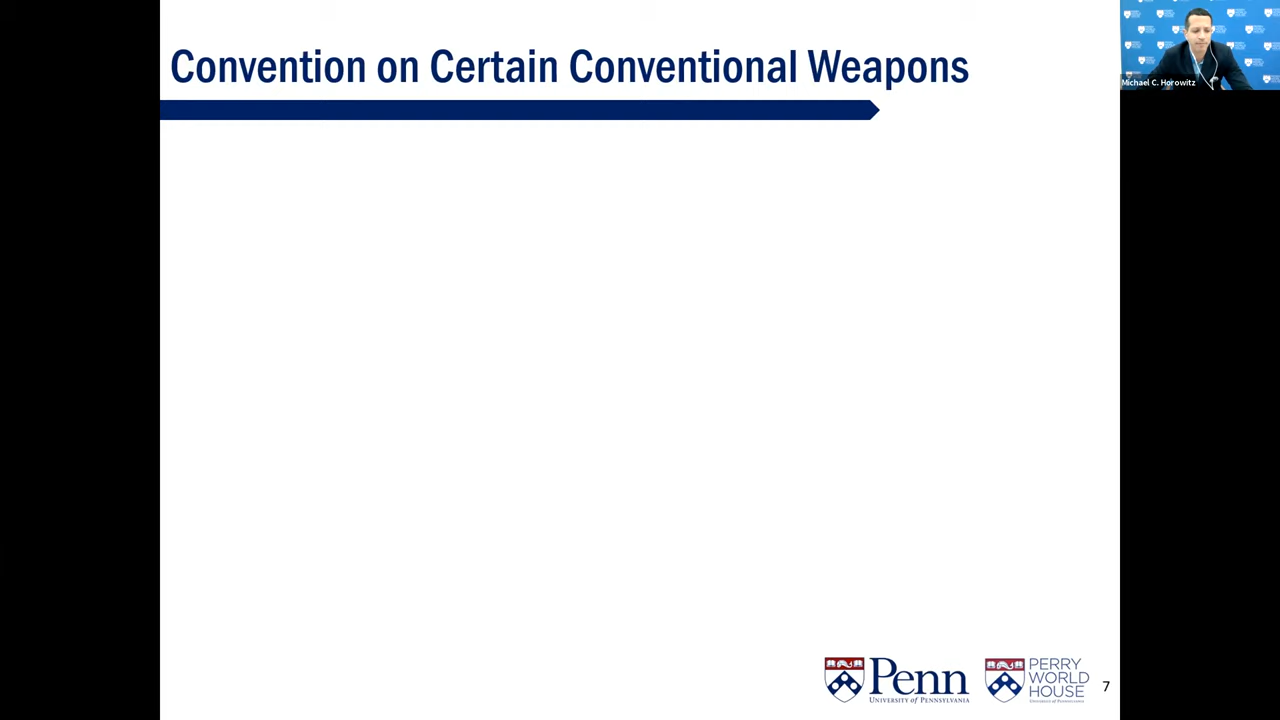 Convention on Certain Conventional Weapons
Michael C. Horowitz
Penn
UNIVERSITY of PENNSYLVANIA
PERRY
WORLD
HOUSE
UNIVERSITY of PENNSYLVANIA
7